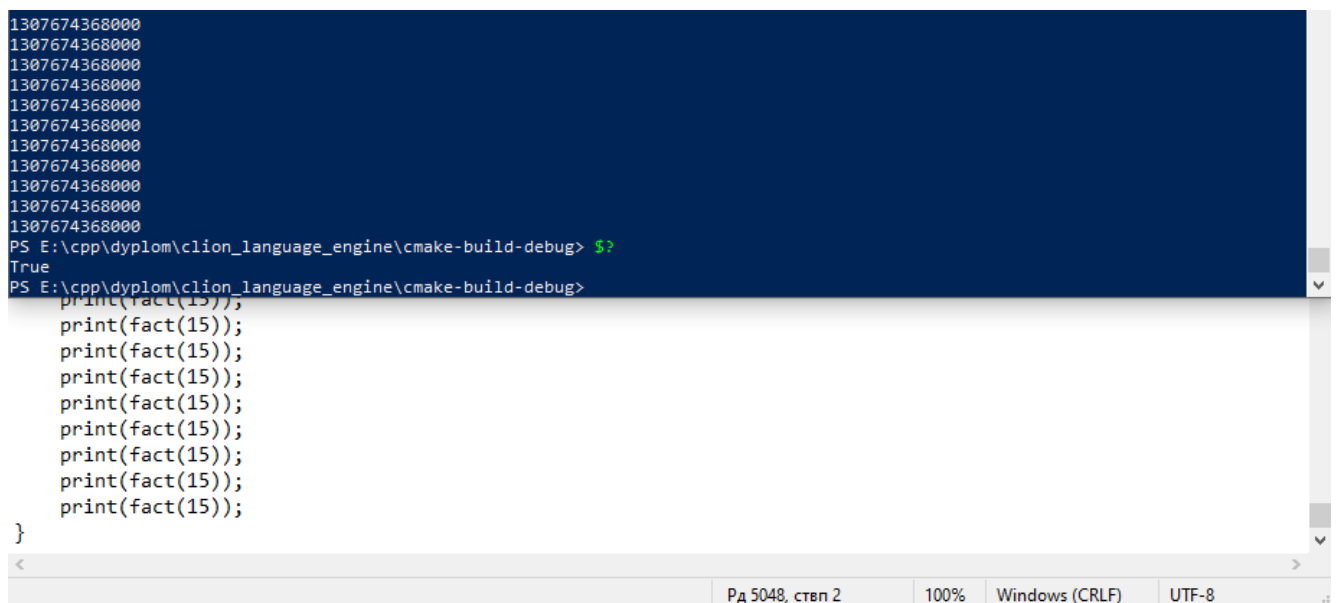 1307674368000
1307674368000
1307674368000
1307674368000
1307674368000
1307674368000
1307674368000
1307674368000
1307674368000
1307674368000
1307674368000
PS E:\cpp\dyplom\clion_language_engine\cmake-build-debug> $?
True
PS E:\cpp\dyplom\clion_language_engine\cmake-build-debug>
print(fact(15));
print(fact(15));
print(fact(15));
print(fact(15));
print(fact(15));
print(fact(15));
print(fact(15));
print(fact(15));
print(fact(15));
}
Рд 5048, ствп 2 100% Windows (CRLF) UTF-8